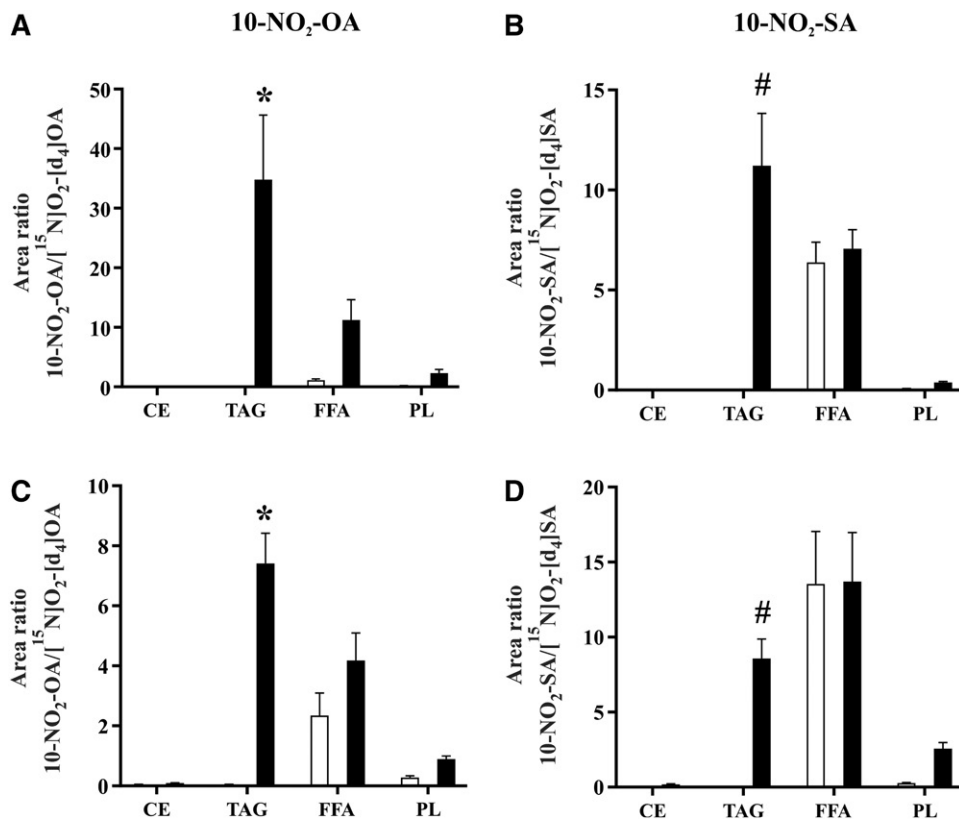 A
10-NO₂-OA
50
40
30
20
10
0
Area ratio
10-NO₂-OA/[¹⁵N]O₂-[d₄]OA
*
CE TAG FFA PL
B
10-NO₂-SA
15
10
5
0
Area ratio
10-NO₂-SA/[¹⁵N]O₂-[d₄]SA
#
CE TAG FFA PL
C
10
8
6
4
2
0
Area ratio
10-NO₂-OA/[¹⁵N]O₂-[d₄]OA
*
CE TAG FFA PL
D
20
15
10
5
0
Area ratio
10-NO₂-SA/[¹⁵N]O₂-[d₄]SA
#
CE TAG FFA PL